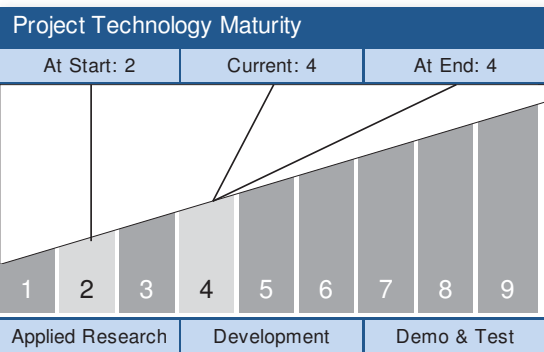 Project Technology Maturity
At Start: 2 Current: 4 At End: 4
1 2 3 4 5 6 7 8 9
Applied Research Development Demo & Test